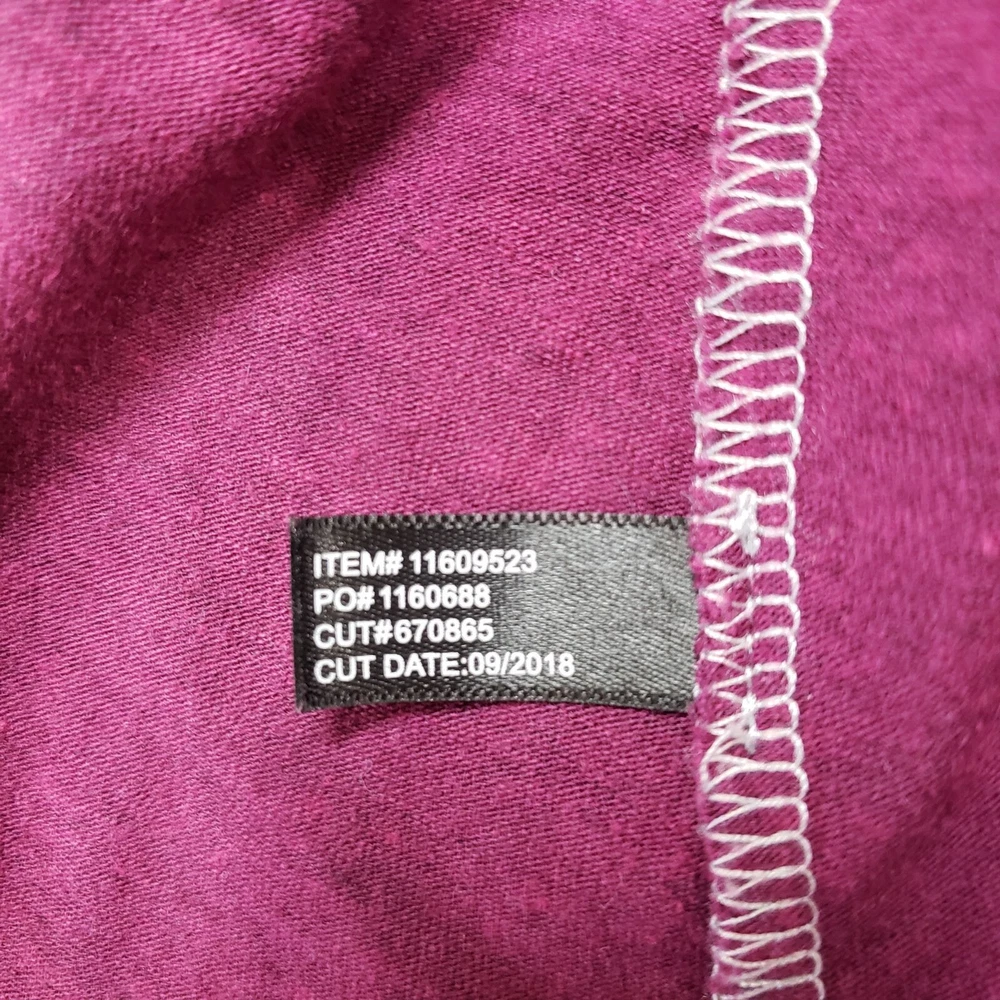 ITEM# 11609523
PO# 1160688
CUT#670865
CUT DATE:09/2018